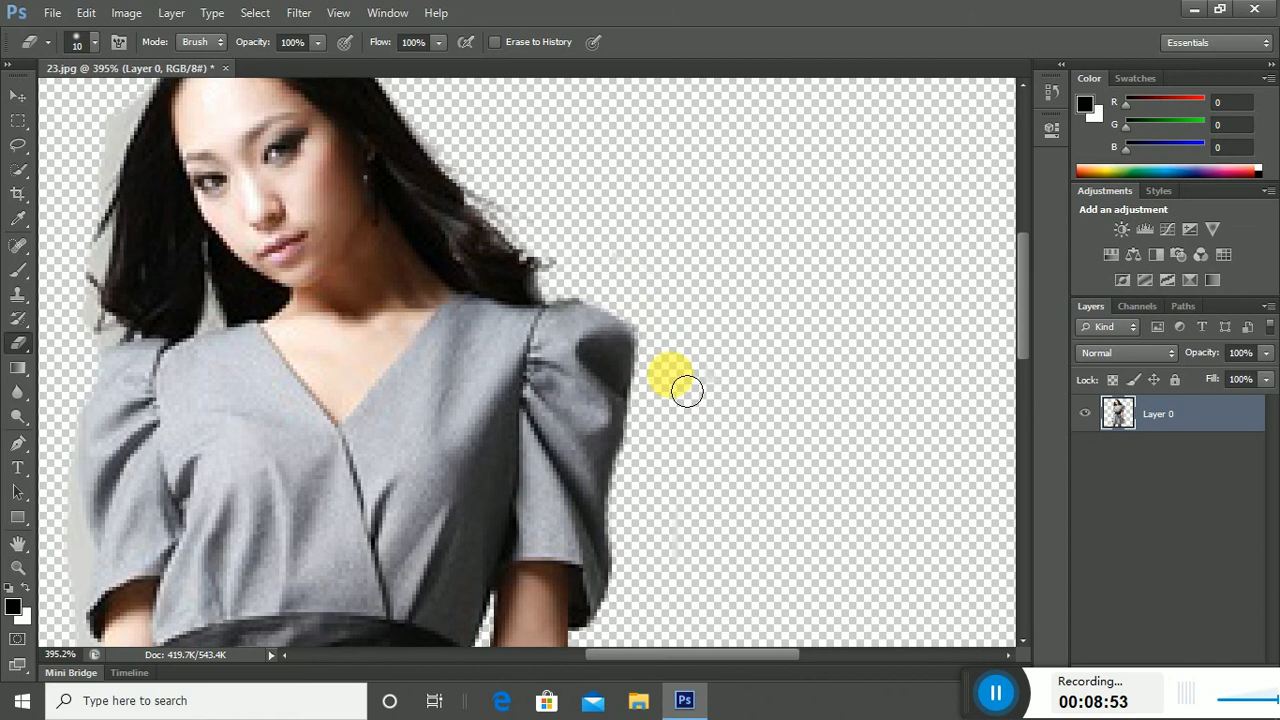 Ps File Edit Image Layer Type Select Filter View Window Help
10 Mode: Brush Opacity: 100% Flow: 100% Erase to History Essentials
23.jpg @ 395% (Layer 0, RGB/8#) * ×
Color Swatches
R 0
G 0
B 0
Adjustments Styles
Add an adjustment
Layers Channels Paths
Kind
Normal Opacity: 100%
Lock: Fill: 100%
Layer 0
T
395.2% Doc: 419.7K/543.4K
Mini Bridge Timeline
Recording...
00:08:53
Type here to search
Ps